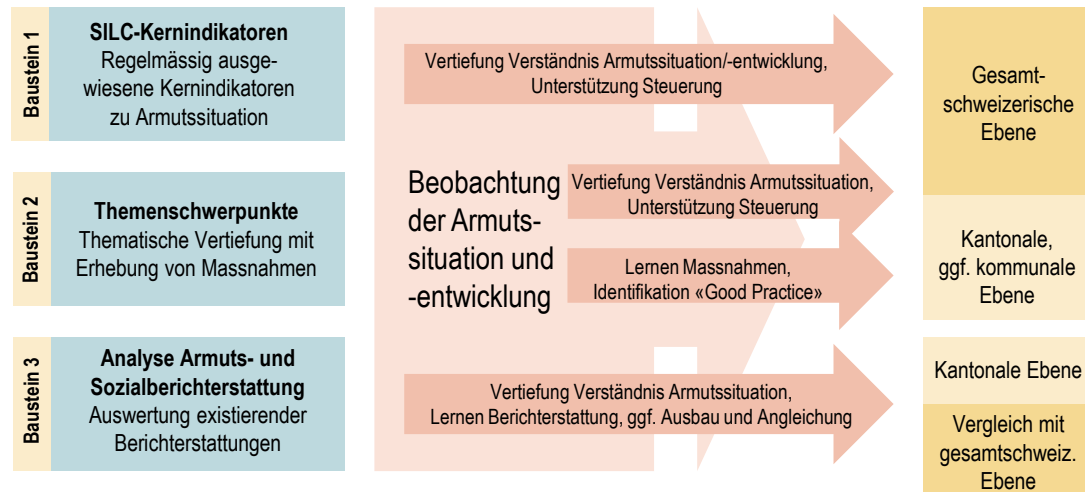 Baustein 1
SILC-Kernindikatoren
Regelmässig ausge-
wiesene Kernindikatoren
zu Armutssituation
Baustein 2
Themenschwerpunkte
Thematische Vertiefung mit
Erhebung von Massnahmen
Baustein 3
Analyse Armuts- und
Sozialberichterstattung
Auswertung existierender
Berichterstattungen
Beobachtung
der Armuts-
situation und
-entwicklung
Vertiefung Verständnis Armutssituation/-entwicklung,
Unterstützung Steuerung
Vertiefung Verständnis Armutssituation,
Unterstützung Steuerung
Lernen Massnahmen,
Identifikation «Good Practice»
Vertiefung Verständnis Armutssituation,
Lernen Berichterstattung, ggf. Ausbau und Angleichung
Gesamt-
schweizerische
Ebene
Kantonale,
ggf. kommunale
Ebene
Kantonale Ebene
Vergleich mit
gesamtschweiz.
Ebene